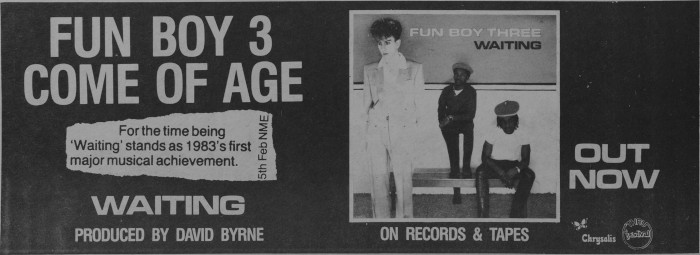 FUN BOY 3
COME OF AGE
For the time being
'Waiting' stands as 1983's first
major musical achievement.
5th Feb NME
WAITING
PRODUCED BY DAVID BYRNE
FUN BOY THREE
WAITING
ON RECORDS & TAPES
OUT
NOW
Chrysalis